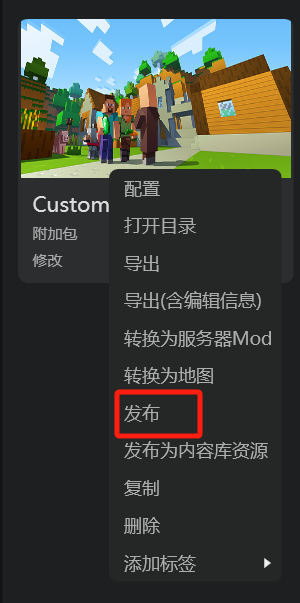 Custom
附加包
修改
配置
打开目录
导出
导出(含编辑信息)
转换为服务器Mod
转换为地图
发布
发布为内容库资源
复制
删除
添加标签